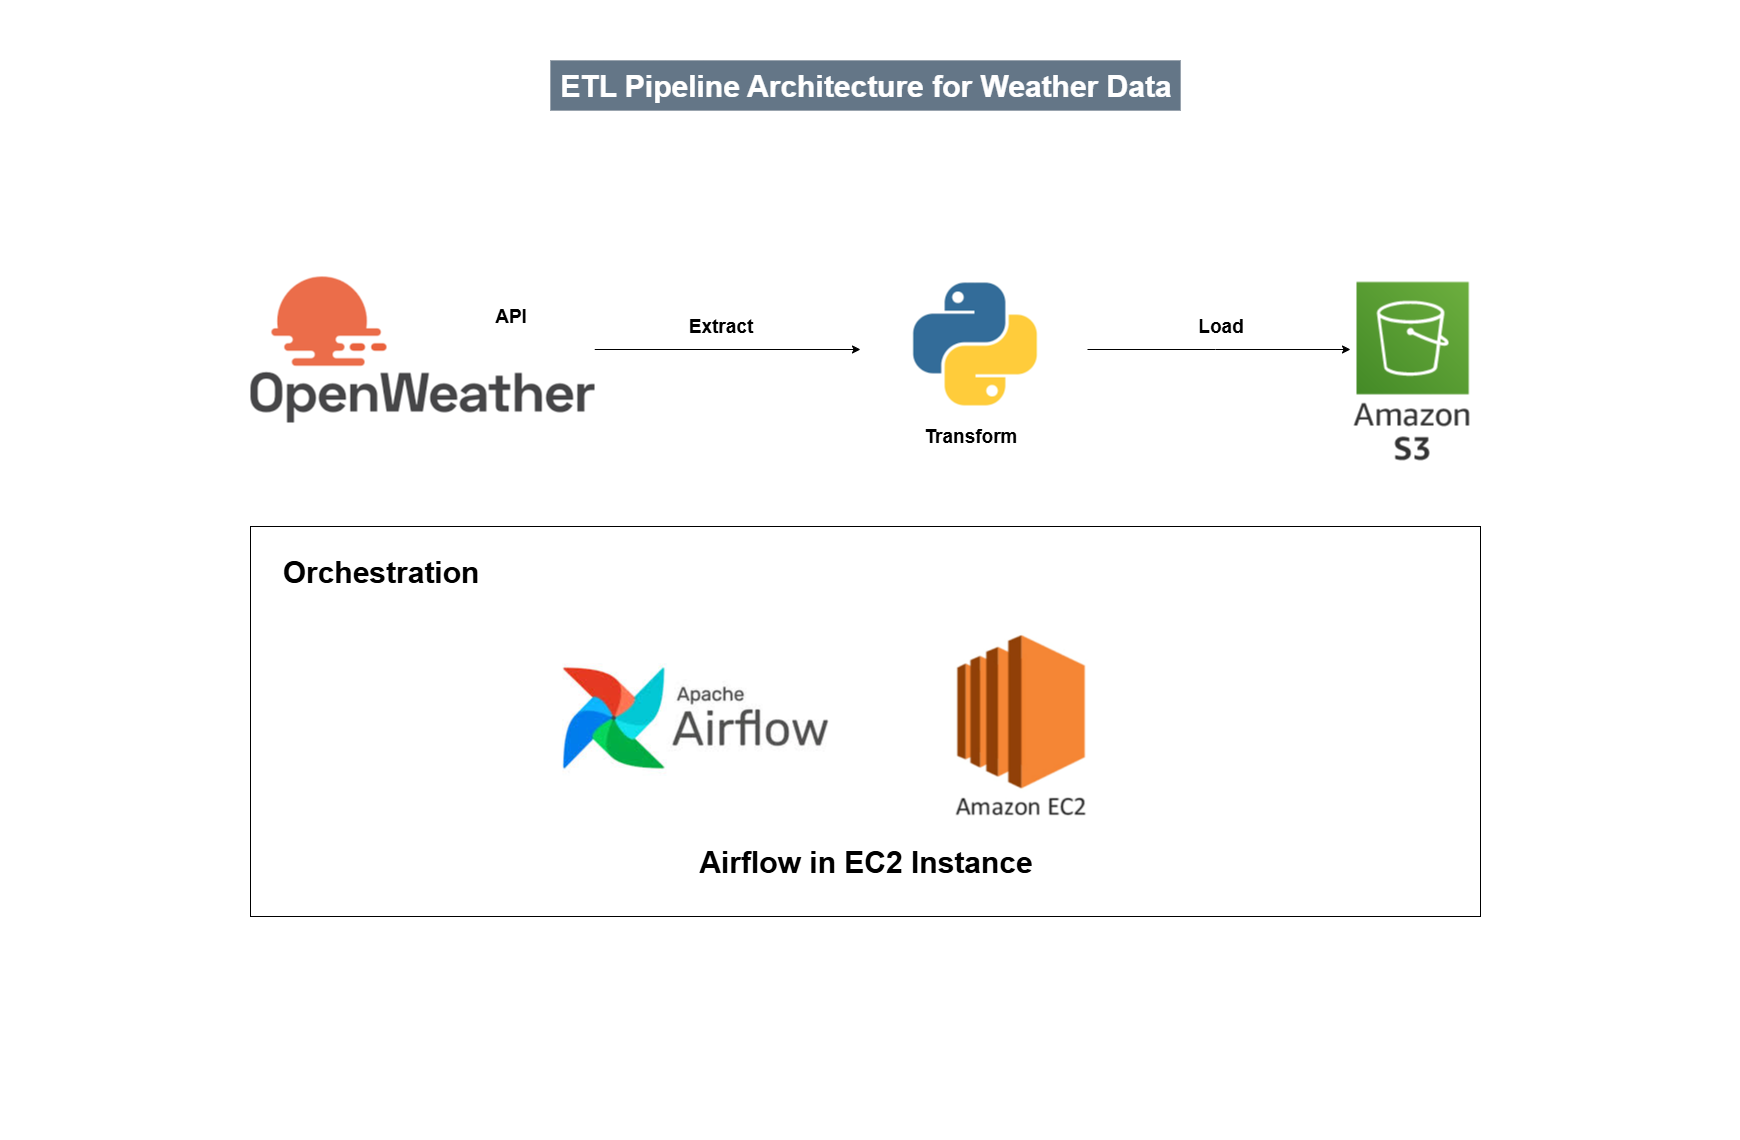 ETL Pipeline Architecture for Weather Data
API
Extract
Load
OpenWeather
Transform
Amazon
S3
Orchestration
Apache
Airflow
Amazon EC2
Airflow in EC2 Instance